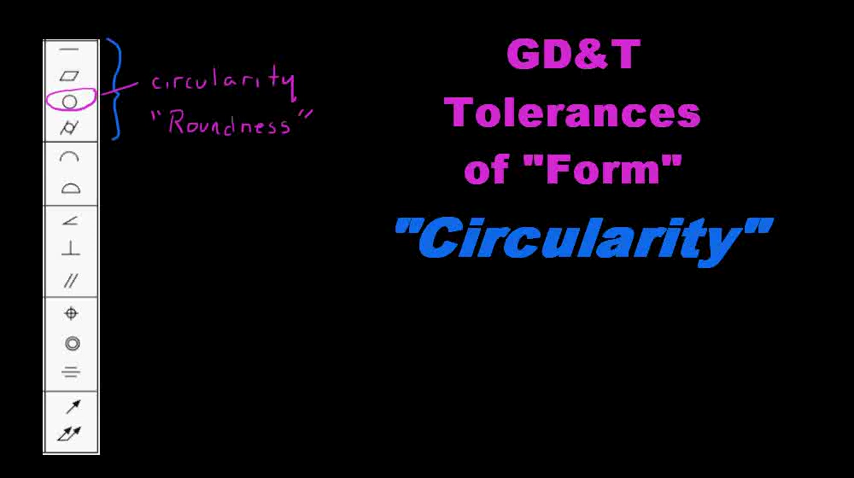 circularity
"Roundness"
GD&T
Tolerances
of "Form"
"Circularity"